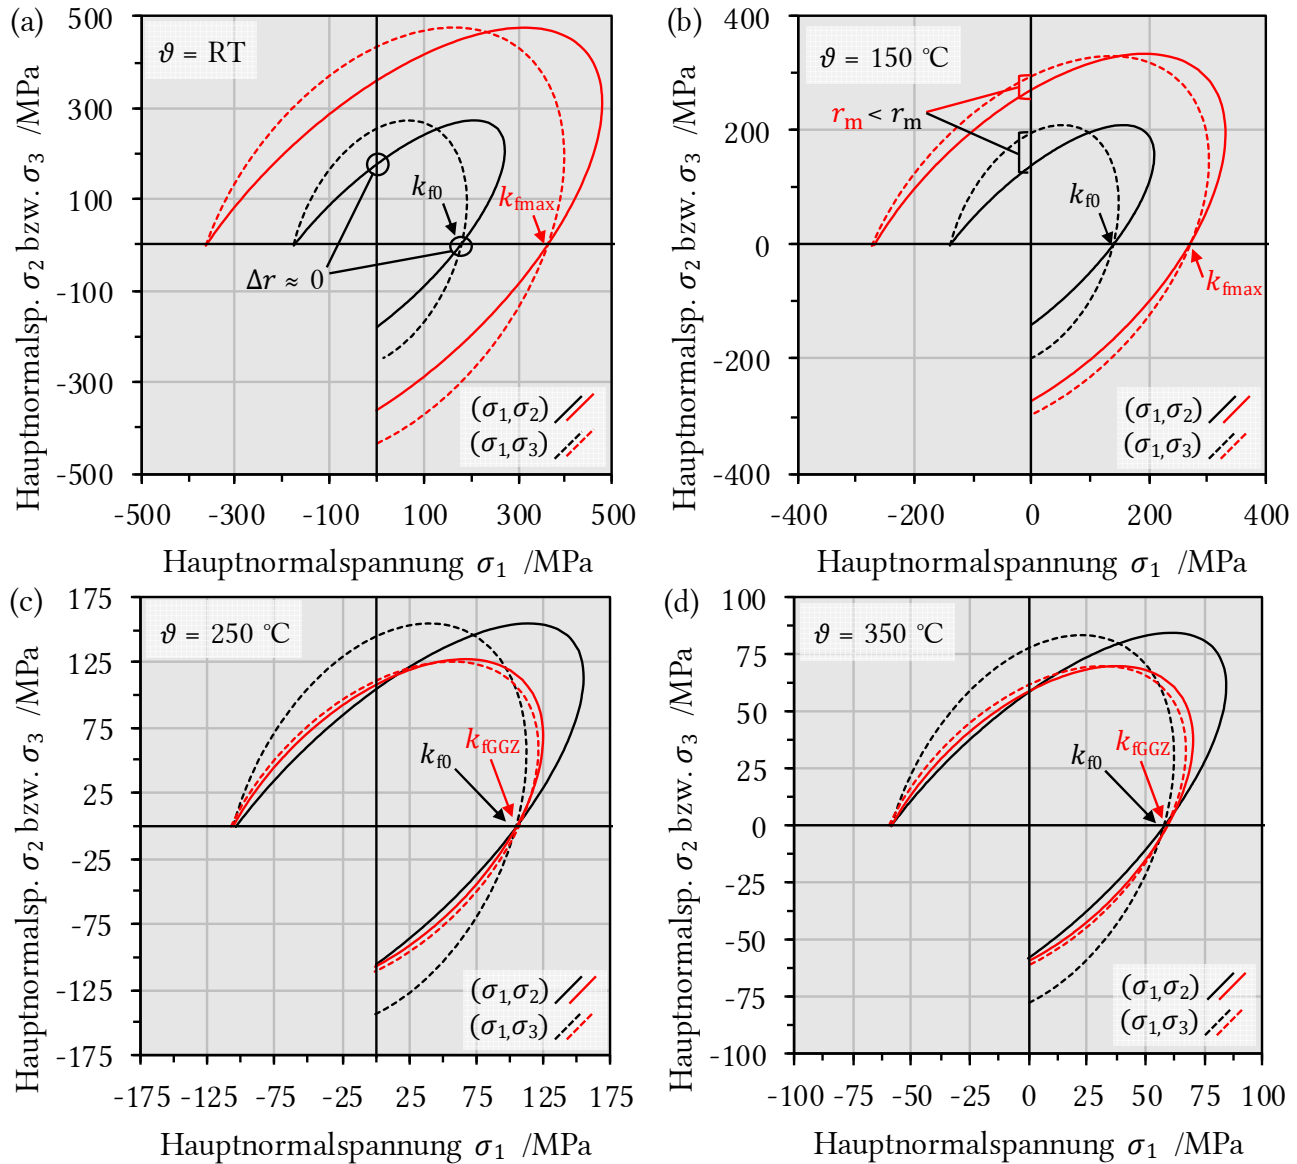 (a)
Hauptnormalsp. σ₂ bzw. σ₃ /MPa
500
300
100
-100
-300
-500
ϑ = RT
k_f0
k_fmax
Δr ≈ 0
(σ₁,σ₂)
(σ₁,σ₃)
-500 -300 -100 100 300 500
Hauptnormalspannung σ₁ /MPa
(b)
Hauptnormalsp. σ₂ bzw. σ₃ /MPa
400
200
0
-200
-400
ϑ = 150 °C
r_m < r_m
k_f0
k_fmax
(σ₁,σ₂)
(σ₁,σ₃)
-400 -200 0 200 400
Hauptnormalspannung σ₁ /MPa
(c)
Hauptnormalsp. σ₂ bzw. σ₃ /MPa
175
125
75
25
-25
-75
-125
-175
ϑ = 250 °C
k_f0
k_fGGZ
(σ₁,σ₂)
(σ₁,σ₃)
-175 -125 -75 -25 25 75 125 175
Hauptnormalspannung σ₁ /MPa
(d)
Hauptnormalsp. σ₂ bzw. σ₃ /MPa
100
75
50
25
0
-25
-50
-75
-100
ϑ = 350 °C
k_f0
k_fGGZ
(σ₁,σ₂)
(σ₁,σ₃)
-100 -75 -50 -25 0 25 50 75 100
Hauptnormalspannung σ₁ /MPa